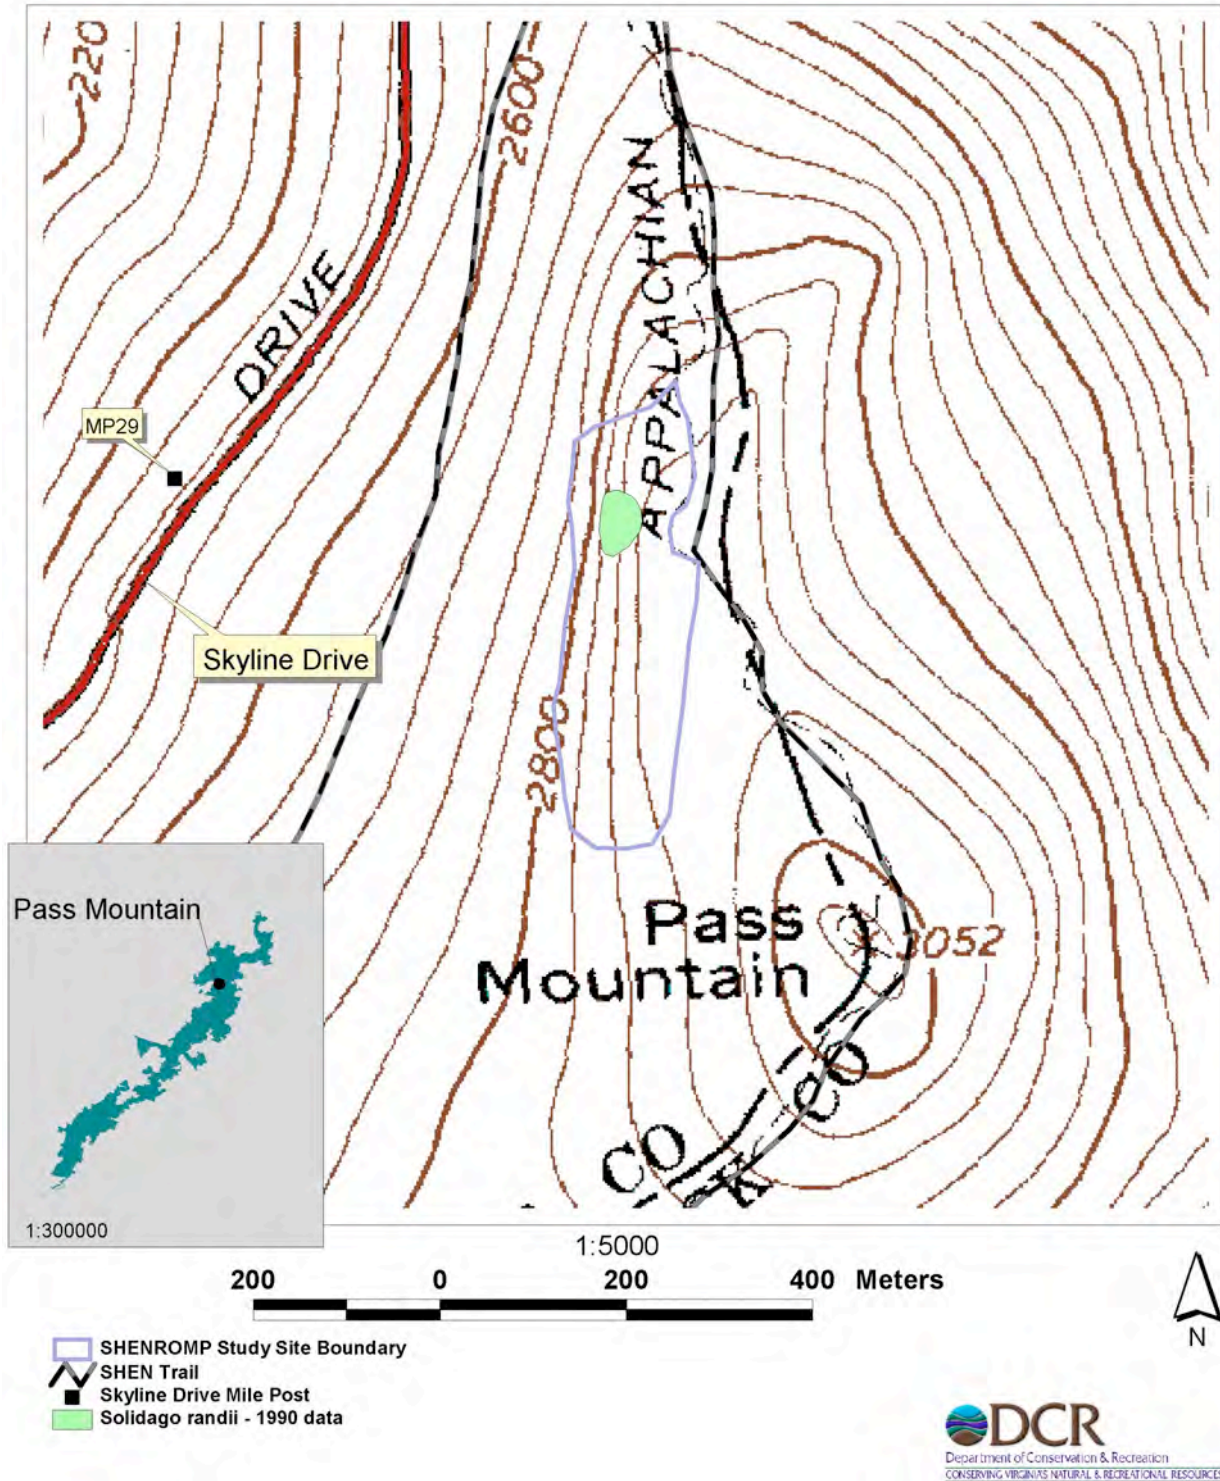 220
2600
APPALACHIAN
DRIVE
MP29
Skyline Drive
2800
Pass
Mountain
3052
CO
CO
Pass Mountain
1:300000
1:5000
200 0 200 400 Meters
N
SHENROMP Study Site Boundary
SHEN Trail
Skyline Drive Mile Post
Solidago randii - 1990 data
DCR
Department of Conservation & Recreation
CONSERVING VIRGINIA'S NATURAL & RECREATIONAL RESOURCES